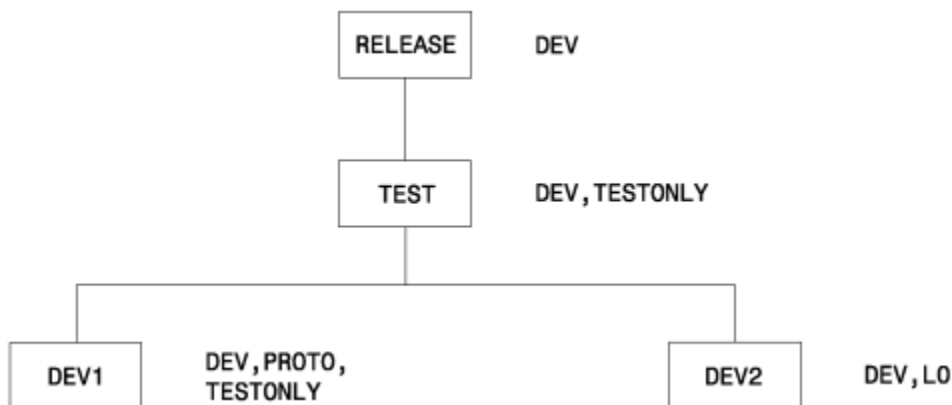 RELEASE DEV
TEST DEV,TESTONLY
DEV1 DEV,PROTO,
TESTONLY
DEV2 DEV,LO